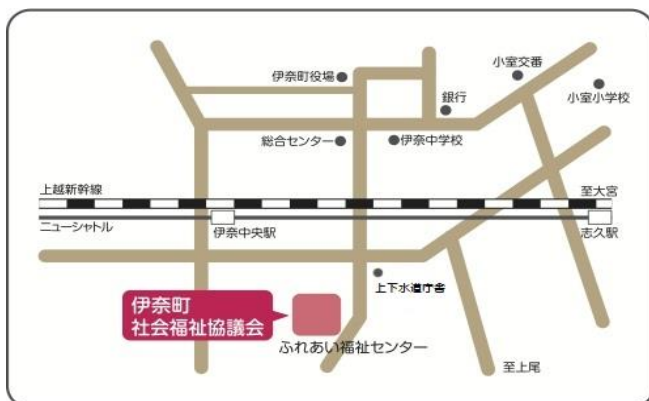 小室交番
伊奈町役場
銀行
小室小学校
総合センター
伊奈中学校
上越新幹線
至大宮
ニューシャトル
伊奈中央駅
志久駅
上下水道庁舎
伊奈町
社会福祉協議会
ふれあい福祉センター
至上尾